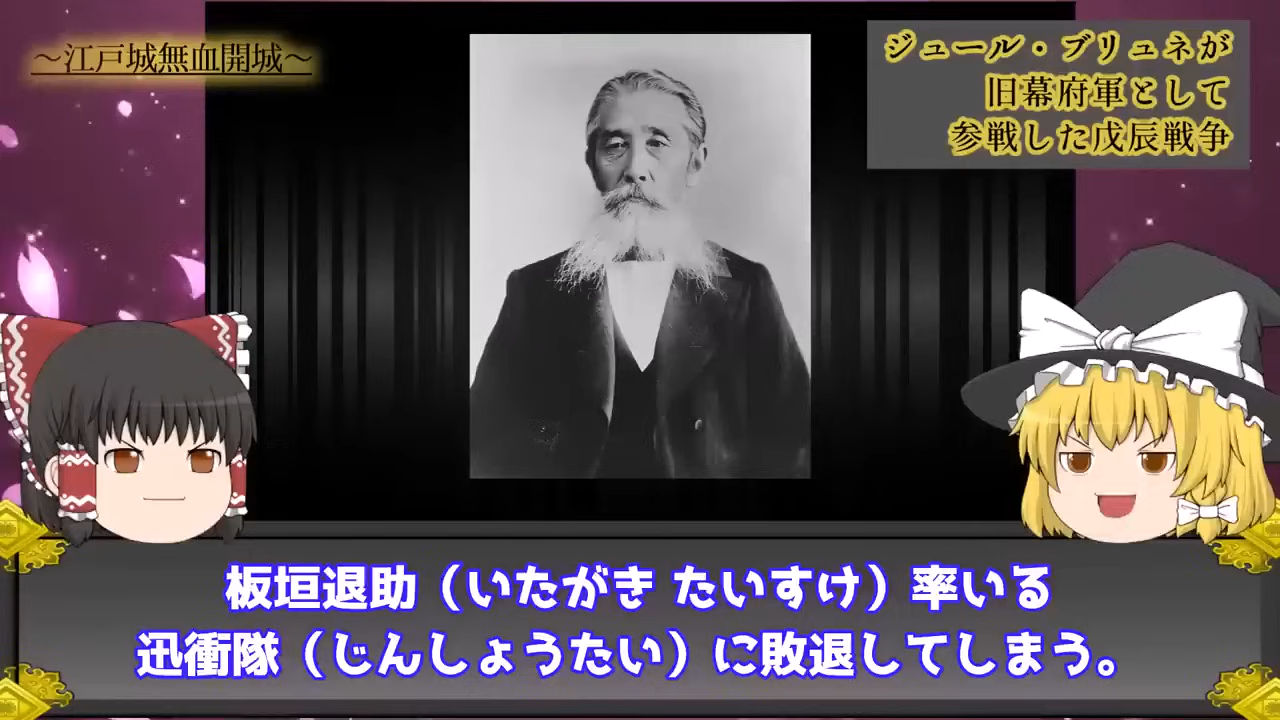 ～江戸城無血開城～
ジュール・ブリュネが
旧幕府軍として
参戦した戊辰戦争
板垣退助（いたがき たいすけ）率いる
迅衝隊（じんしょうたい）に敗退してしまう。